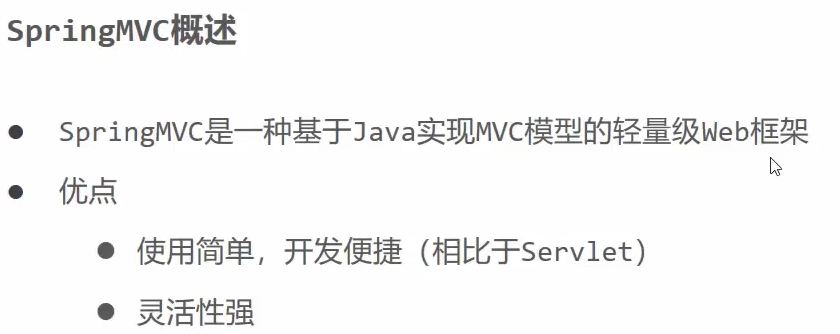 SpringMVC概述
● SpringMVC是一种基于Java实现MVC模型的轻量级Web框架
● 优点
● 使用简单，开发便捷（相比于Servlet）
● 灵活性强